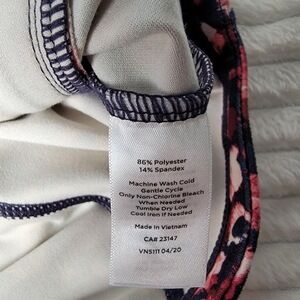 86% Polyester
14% Spandex
Machine Wash Cold
Gentle Cycle
Only Non-Chlorine Bleach
When Needed
Tumble Dry Low
Cool Iron if Needed
Made in Vietnam
CA# 23147
VNS111 04/20